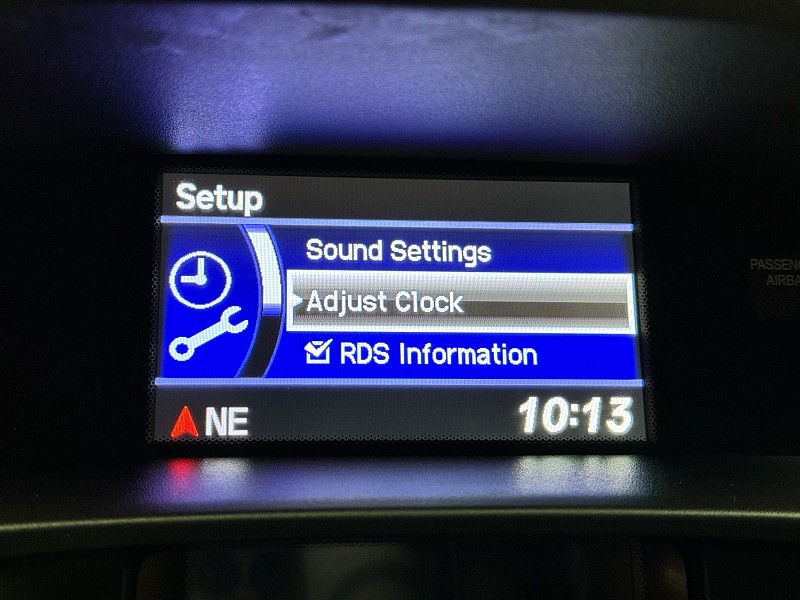 Setup
Sound Settings
Adjust Clock
RDS Information
NE
10:13